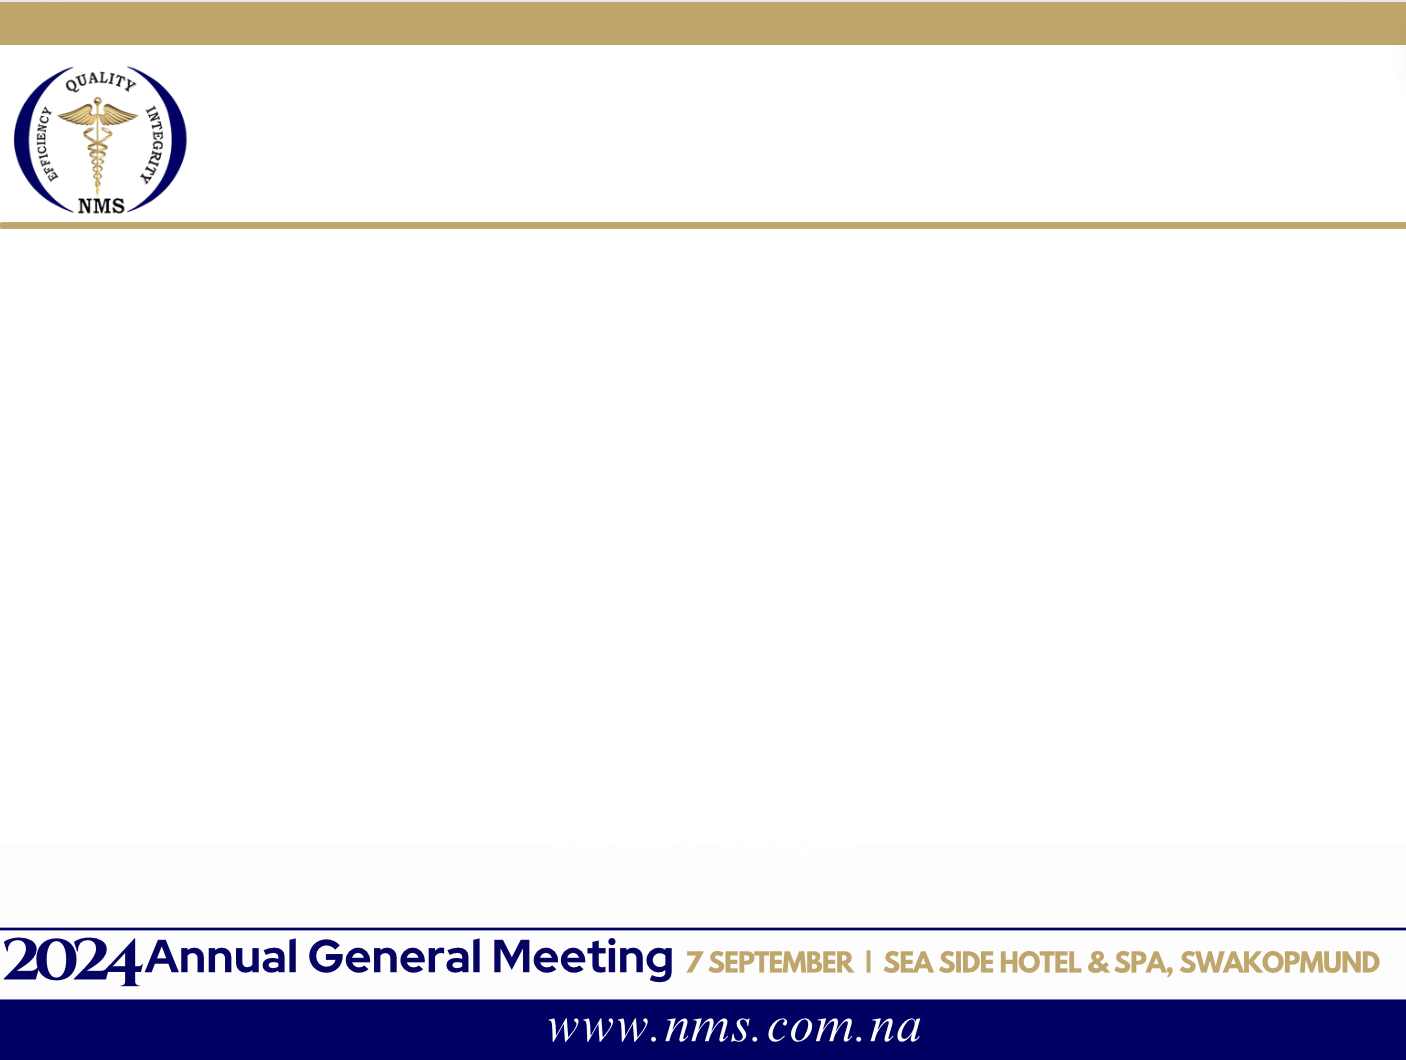 QUALITY
EFFICIENCY
INTEGRITY
NMS
2024 Annual General Meeting 7 SEPTEMBER | SEA SIDE HOTEL & SPA, SWAKOPMUND
www.nms.com.na